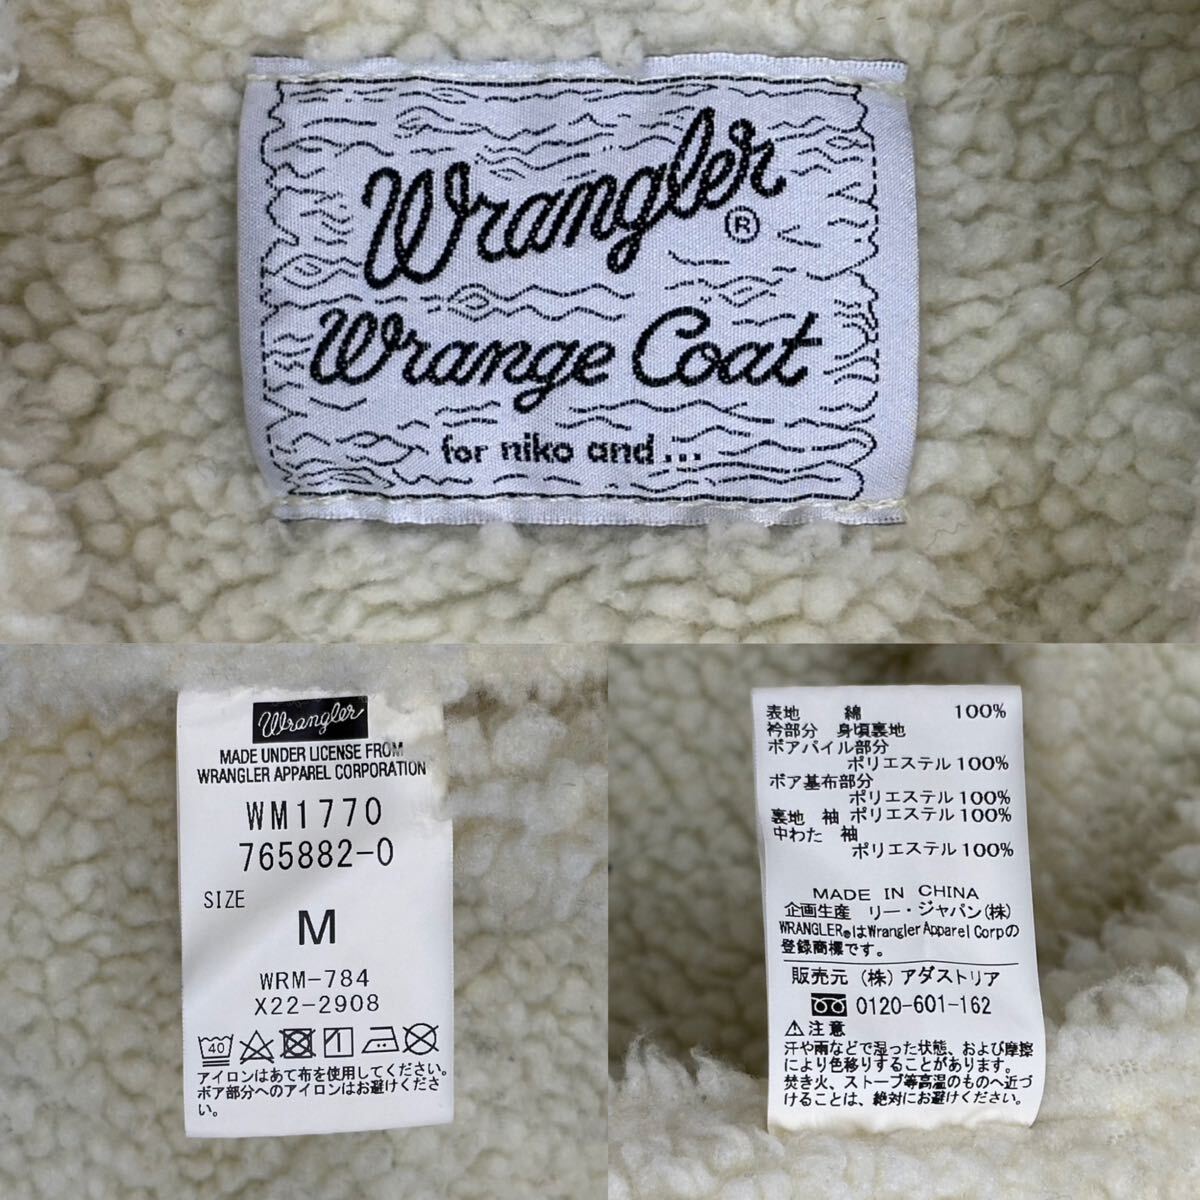 Wrangler
®
Wrange Coat
for niko and...
Wrangler
MADE UNDER LICENSE FROM
WRANGLER APPAREL CORPORATION
WM1770
765882-0
SIZE
M
WRM-784
X22-2908
40
アイロンはあて布を使用してください。
ボア部分へのアイロンはお避けくださ
い。
表地 綿 100%
衿部分 身頃裏地
ボアパイル部分
ポリエステル 100%
ボア基布部分
ポリエステル 100%
裏地 袖 ポリエステル 100%
中わた 袖
ポリエステル 100%
MADE IN CHINA
企画生産 リー・ジャパン(株)
WRANGLER®はWrangler Apparel Corpの
登録商標です。
販売元 (株) アダストリア
0120-601-162
⚠注意
汗や雨などで湿った状態、および摩擦
により色移りすることがあります。
焚き火、ストーブ等高温のものへ近づ
けることは、絶対にお避けください。